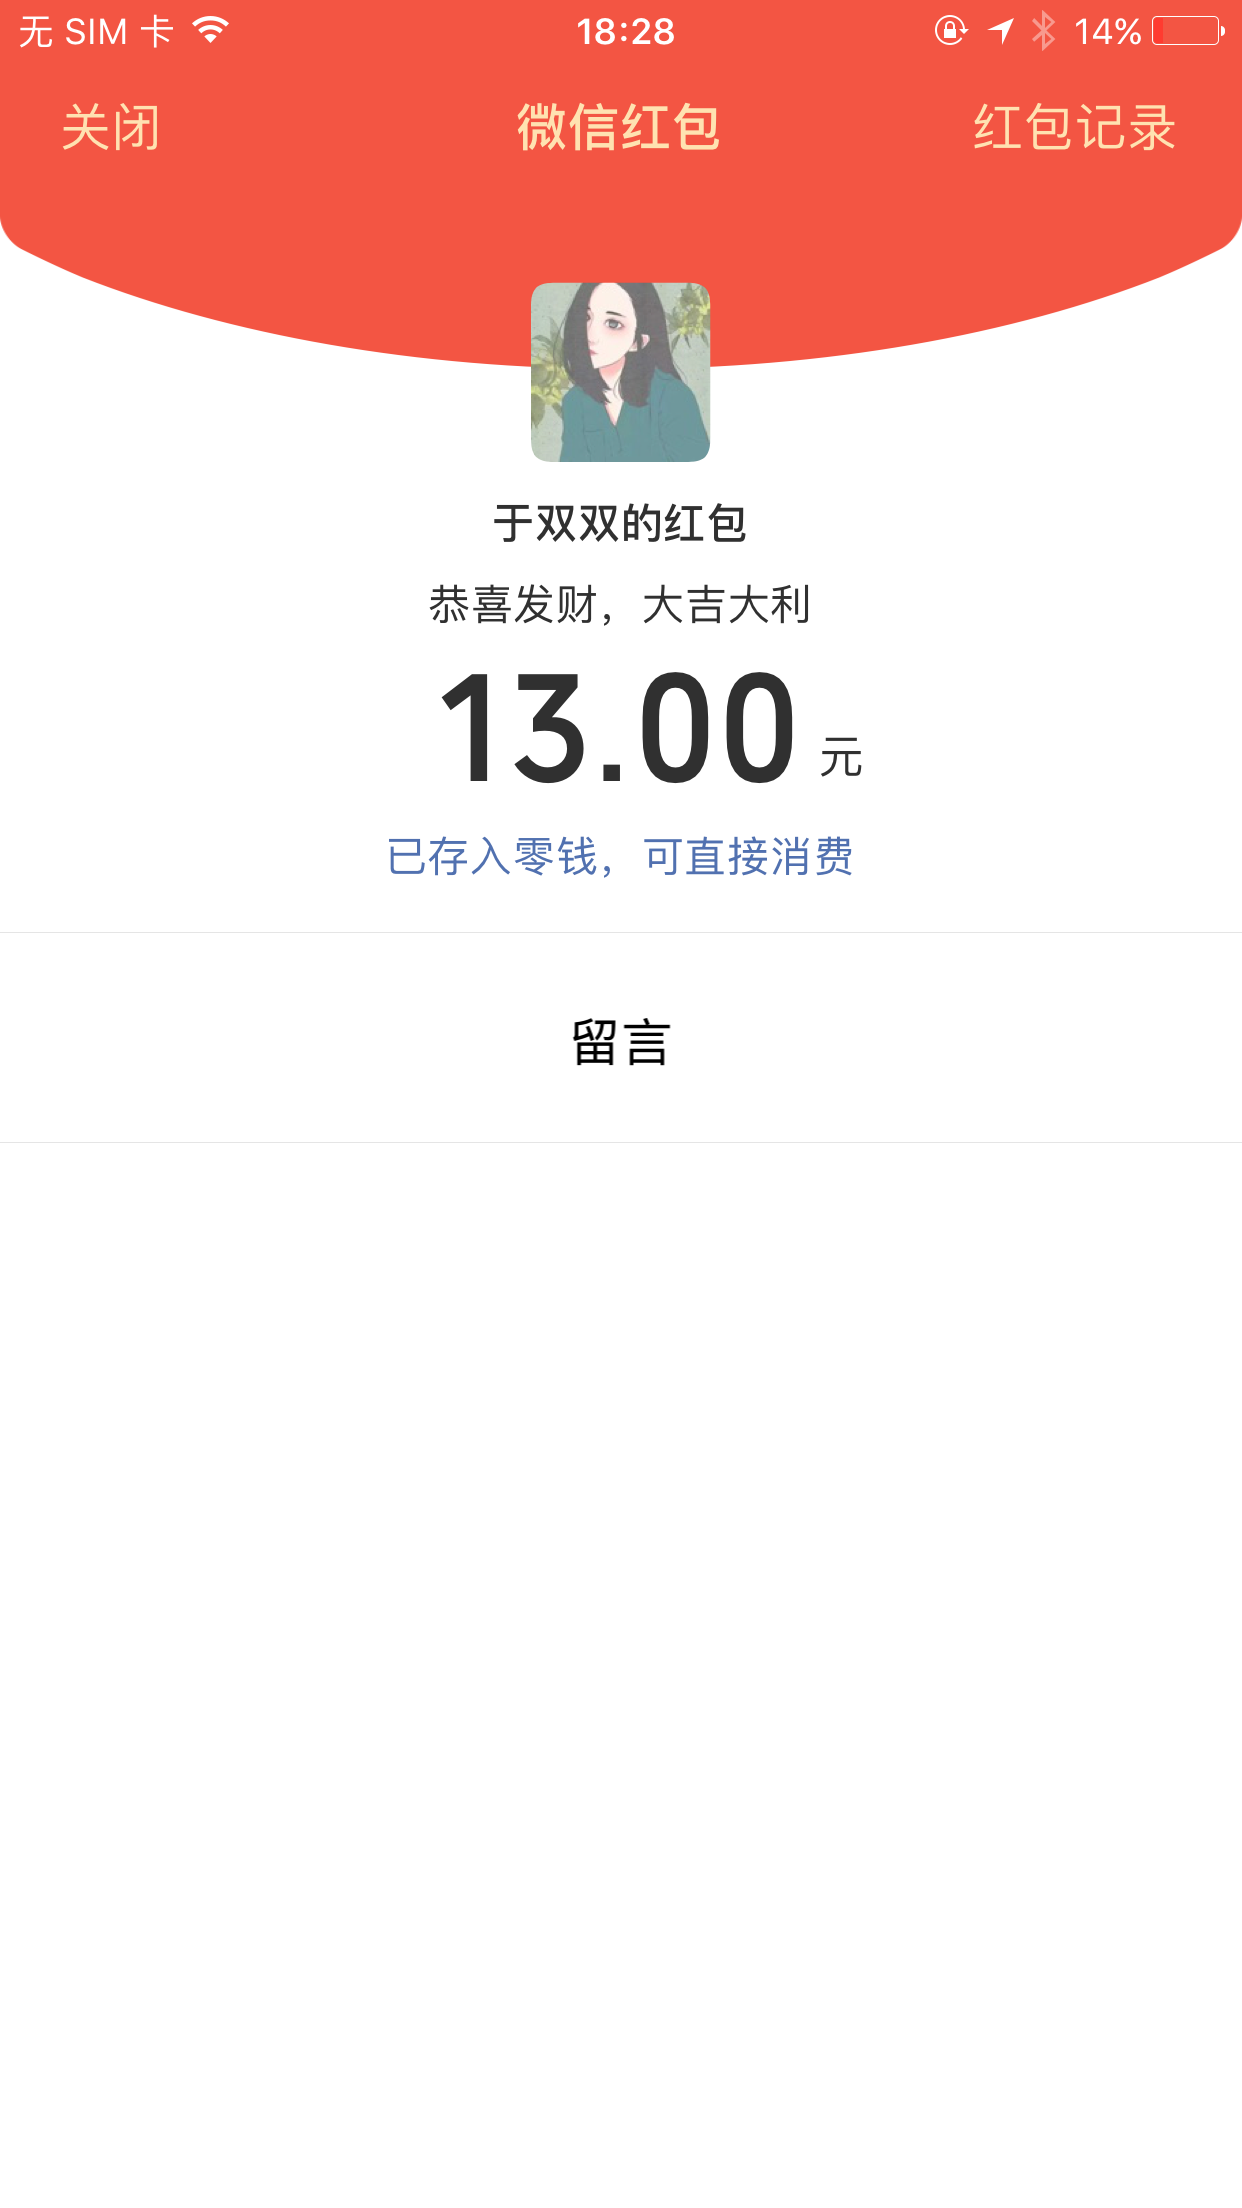 无 SIM 卡 18:28 14%
关闭 微信红包 红包记录
于双双的红包
恭喜发财，大吉大利
13.00 元
已存入零钱，可直接消费
留言